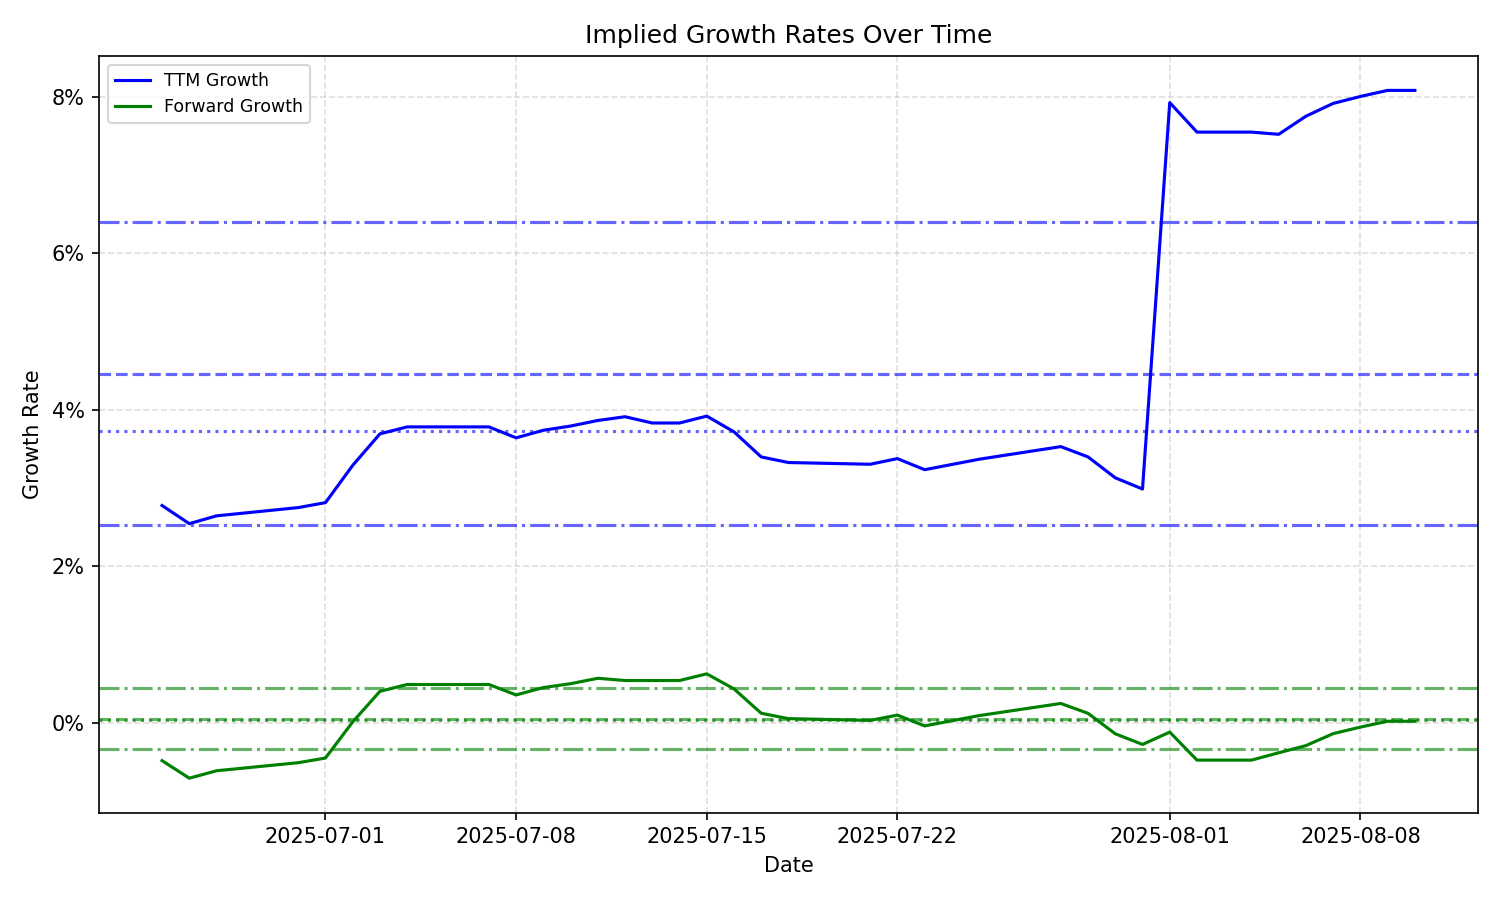 Implied Growth Rates Over Time
TTM Growth
Forward Growth
8%
6%
4%
2%
0%
Growth Rate
2025-07-01
2025-07-08
2025-07-15
2025-07-22
2025-08-01
2025-08-08
Date